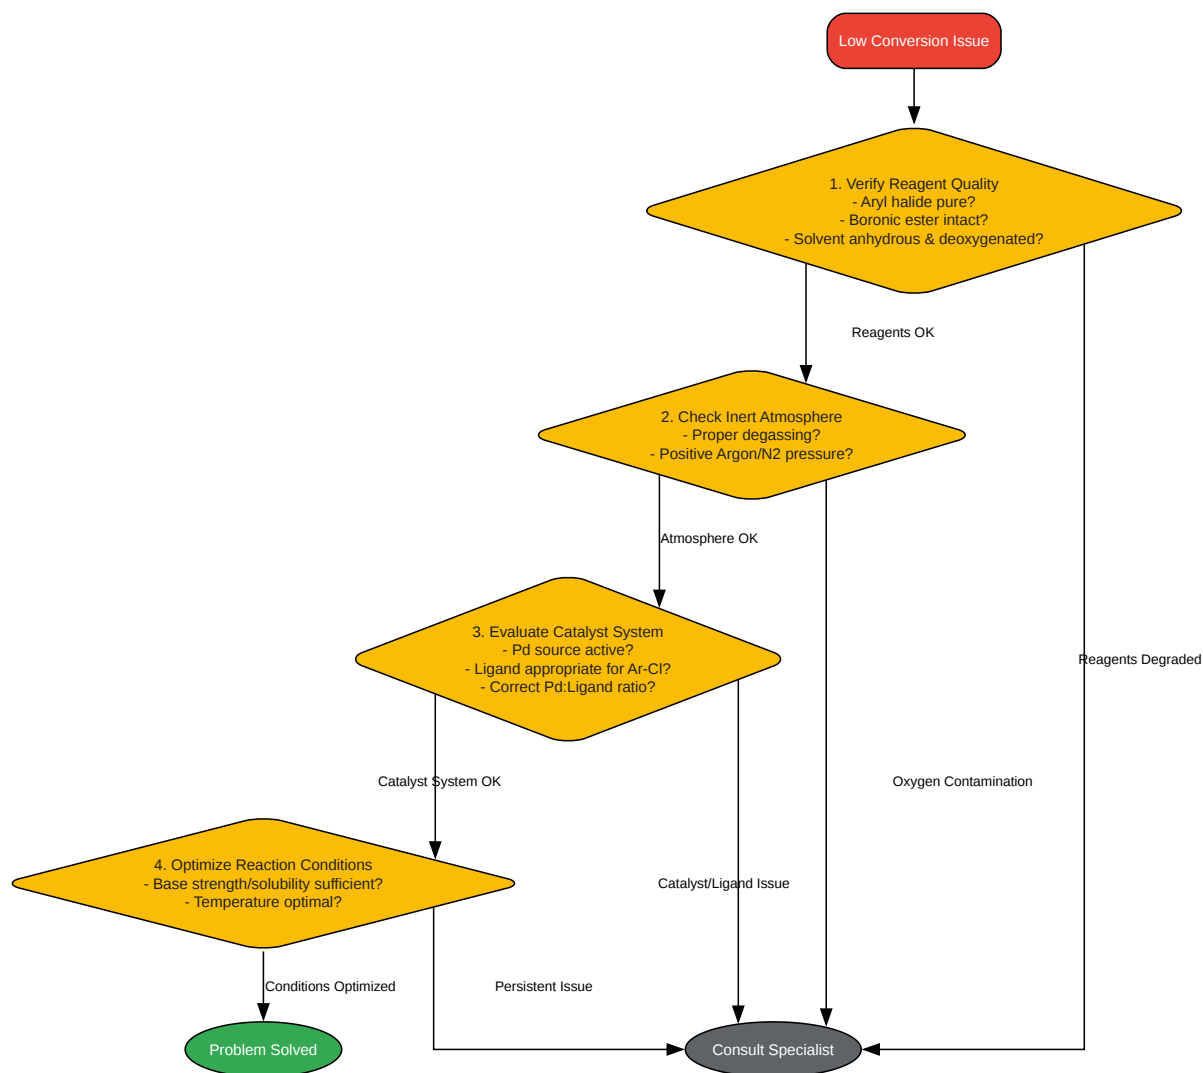 Low Conversion Issue
1. Verify Reagent Quality
- Aryl halide pure?
- Boronic ester intact?
- Solvent anhydrous & deoxygenated?
Reagents OK
2. Check Inert Atmosphere
- Proper degassing?
- Positive Argon/N2 pressure?
Atmosphere OK
3. Evaluate Catalyst System
- Pd source active?
- Ligand appropriate for Ar-Cl?
- Correct Pd:Ligand ratio?
Reagents Degraded
Catalyst System OK
Oxygen Contamination
4. Optimize Reaction Conditions
- Base strength/solubility sufficient?
- Temperature optimal?
Catalyst/Ligand Issue
Conditions Optimized
Persistent Issue
Problem Solved
Consult Specialist